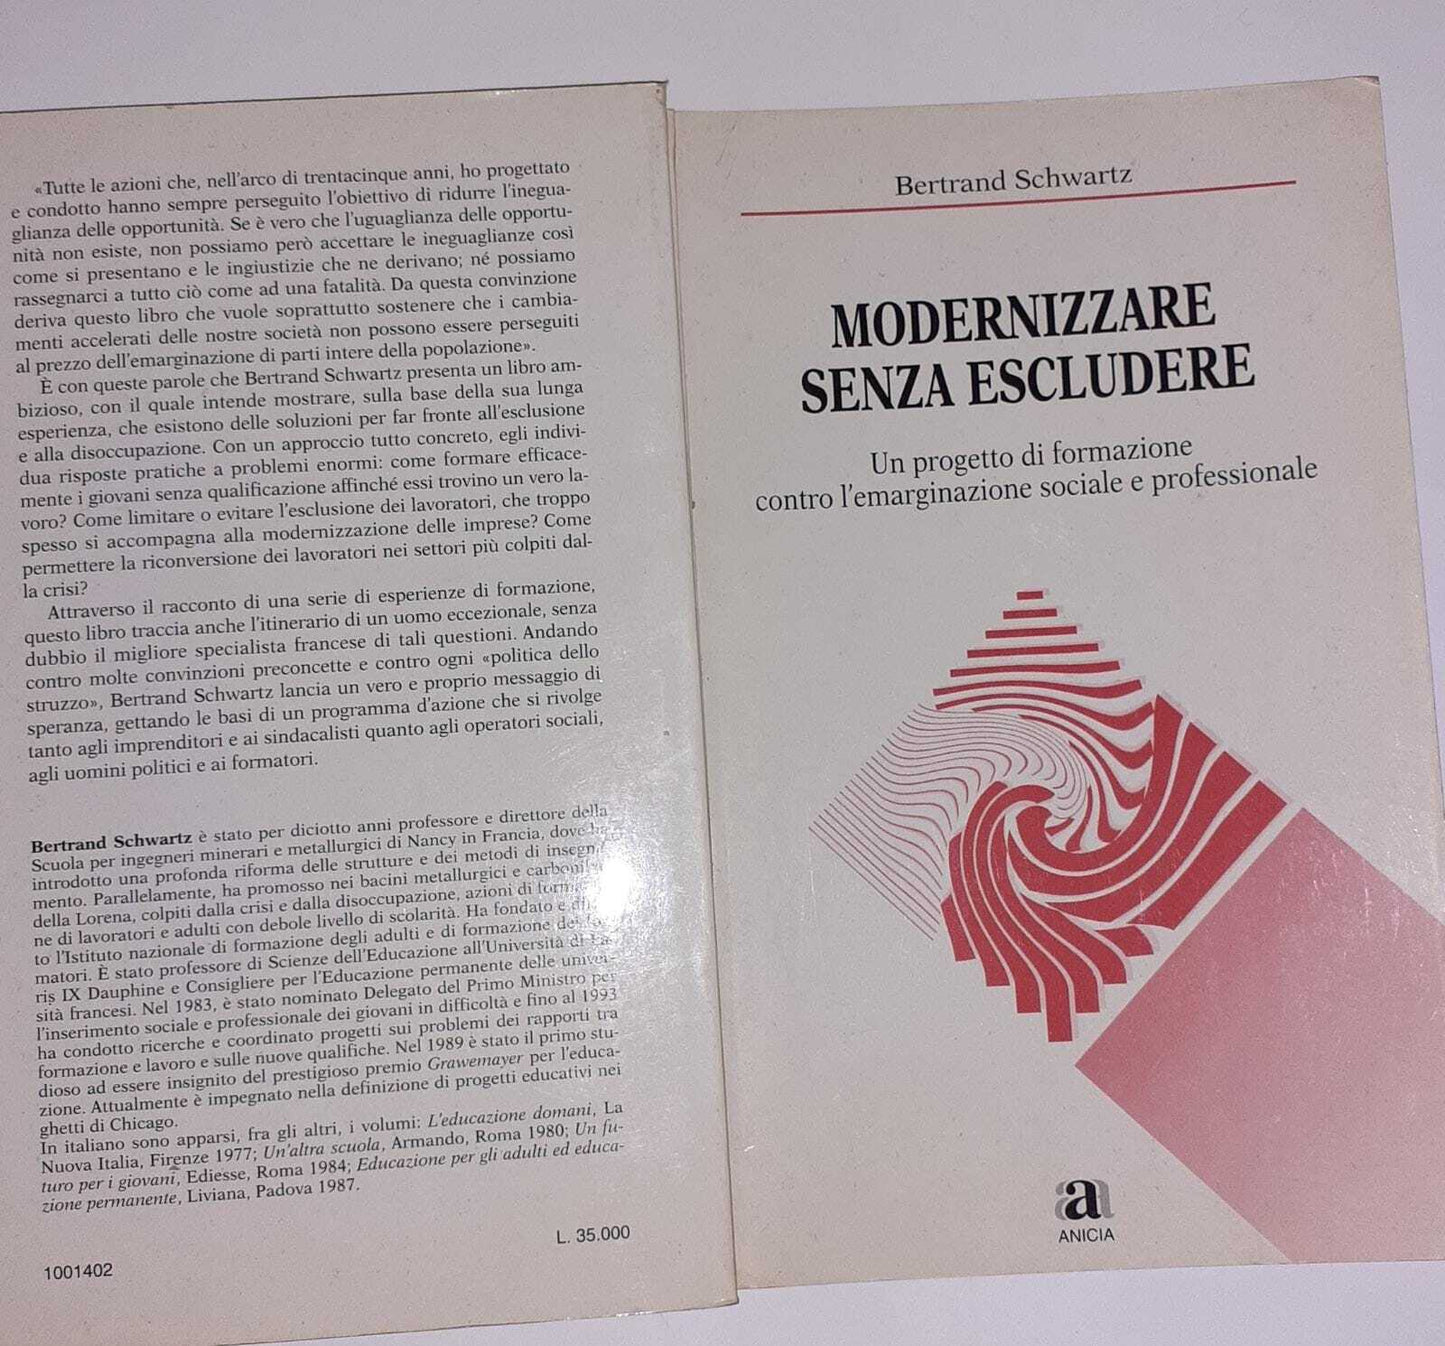 «Tutte le azioni che, nell'arco di trentacinque anni, ho progettato
e condotto hanno sempre perseguito l'obiettivo di ridurre l'inegua-
glianza delle opportunità. Se è vero che l'uguaglianza delle opportu-
nità non esiste, non possiamo però accettare le ineguaglianze così
come si presentano e le ingiustizie che ne derivano; né possiamo
rassegnarci a tutto ciò come ad una fatalità. Da questa convinzione
deriva questo libro che vuole soprattutto sostenere che i cambia-
menti accelerati delle nostre società non possono essere perseguiti
al prezzo dell'emarginazione di parti intere della popolazione».
È con queste parole che Bertrand Schwartz presenta un libro am-
bizioso, con il quale intende mostrare, sulla base della sua lunga
esperienza, che esistono delle soluzioni per far fronte all'esclusione
e alla disoccupazione. Con un approccio tutto concreto, egli indivi-
dua risposte pratiche a problemi enormi: come formare efficace-
mente i giovani senza qualificazione affinché essi trovino un vero la-
voro? Come limitare o evitare l'esclusione dei lavoratori, che troppo
spesso si accompagna alla modernizzazione delle imprese? Come
permettere la riconversione dei lavoratori nei settori più colpiti dal-
la crisi?
Attraverso il racconto di una serie di esperienze di formazione,
questo libro traccia anche l'itinerario di un uomo eccezionale, senza
dubbio il migliore specialista francese di tali questioni. Andando
contro molte convinzioni preconcette e contro ogni «politica dello
struzzo», Bertrand Schwartz lancia un vero e proprio messaggio di
speranza, gettando le basi di un programma d'azione che si rivolge
tanto agli imprenditori e ai sindacalisti quanto agli operatori sociali,
agli uomini politici e ai formatori.
Bertrand Schwartz è stato per diciotto anni professore e direttore della
Scuola per ingegneri minerari e metallurgici di Nancy in Francia, dove
introdotto una profonda riforma delle strutture e dei metodi di
mento. Parallelamente, ha promosso nei bacini metallurgici e
della Lorena, colpiti dalla crisi e dalla disoccupazione, azioni di
ne di lavoratori e adulti con debole livello di scolarità. Ha fondato e
to l'Istituto nazionale di formazione degli adulti e di formazione
matori. È stato professore di Scienze dell'Educazione all'Università di Pa-
ris IX Dauphine e Consigliere per l'Educazione permanente delle univer-
sità francesi. Nel 1983, è stato nominato Delegato del Primo Ministro per
l'inserimento sociale e professionale dei giovani in difficoltà e fino al 1993
ha condotto ricerche e coordinato progetti sui problemi dei rapporti tra
formazione e lavoro e sulle nuove qualifiche. Nel 1989 è stato il primo stu-
dioso ad essere insignito del prestigioso premio Grawemayer per l'educa-
zione. Attualmente è impegnato nella definizione di progetti educativi nei
ghetti di Chicago.
In italiano sono apparsi, fra gli altri, i volumi: L'educazione domani, La
Nuova Italia, Firenze 1977; Un'altra scuola, Armando, Roma 1980; Un fu-
turo per i giovani, Ediesse, Roma 1984; Educazione per gli adulti ed educa-
zione permanente, Liviana, Padova 1987.
L. 35.000
1001402
Bertrand Schwartz
MODERNIZZARE
SENZA ESCLUDERE
Un progetto di formazione
contro l'emarginazione sociale e professionale
a
ANICIA